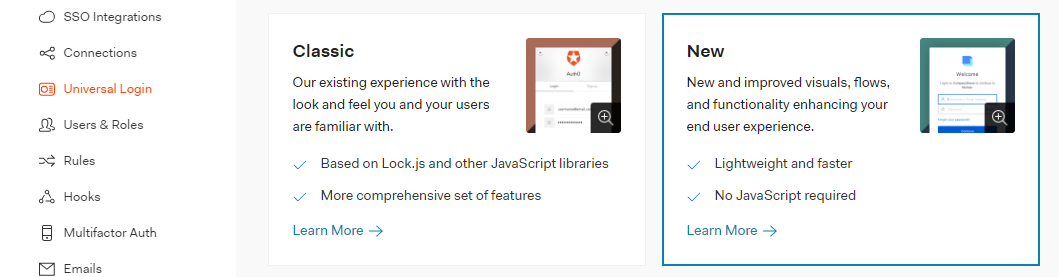 SSO Integrations
Connections
Universal Login
Users & Roles
Rules
Hooks
Multifactor Auth
Emails
Classic
Our existing experience with the
look and feel you and your users
are familiar with.
Based on Lock.js and other JavaScript libraries
More comprehensive set of features
Learn More
Auth0
New
New and improved visuals, flows,
and functionality enhancing your
end user experience.
Lightweight and faster
No JavaScript required
Learn More
Welcome